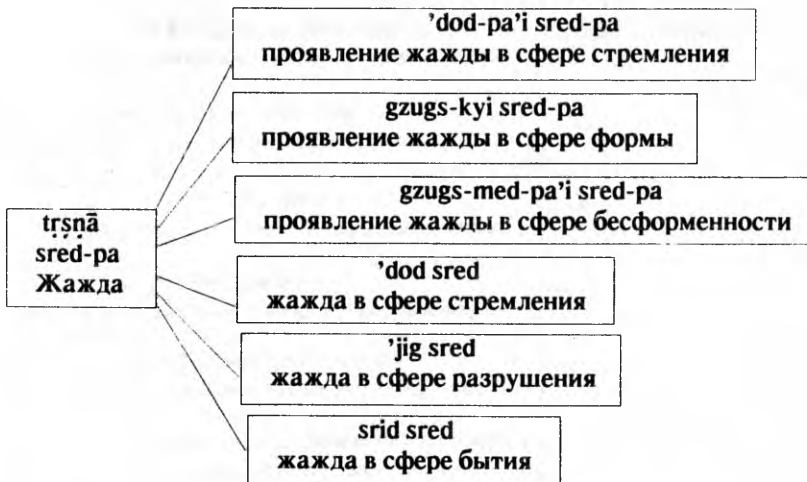 'dod-pa'i sred-pa
проявление жажды в сфере стремления
gzugs-kyi sred-pa
проявление жажды в сфере формы
gzugs-med-pa'i sred-pa
проявление жажды в сфере бесформенности
tṛṣṇā
sred-pa
Жажда
'dod sred
жажда в сфере стремления
'jig sred
жажда в сфере разрушения
srid sred
жажда в сфере бытия